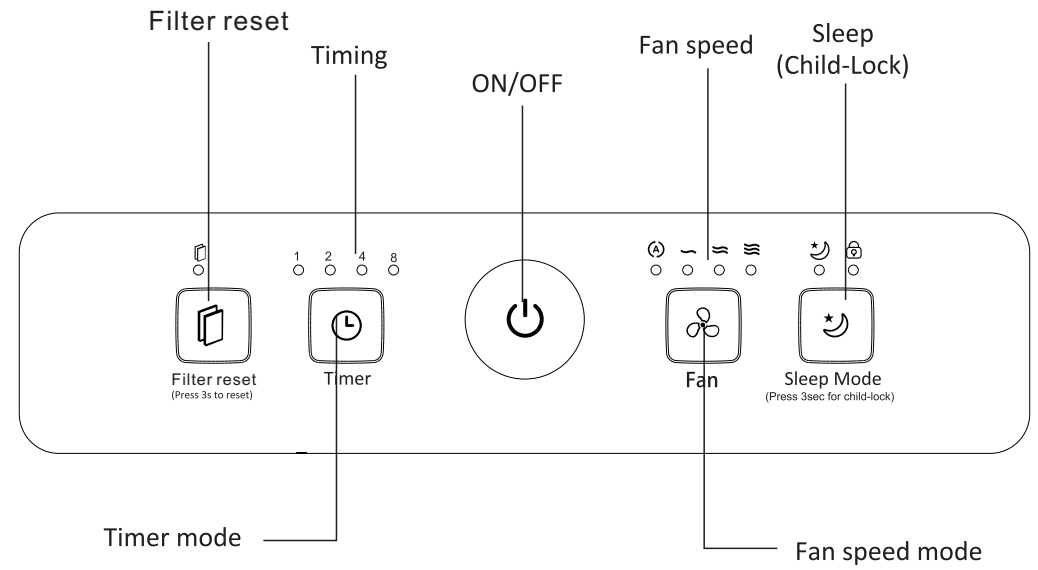 Filter reset
Timing
ON/OFF
Fan speed
Sleep
(Child-Lock)
1 2 4 8
A
Filter reset
(Press 3s to reset)
Timer
Fan
Sleep Mode
(Press 3sec for child-lock)
Timer mode
Fan speed mode